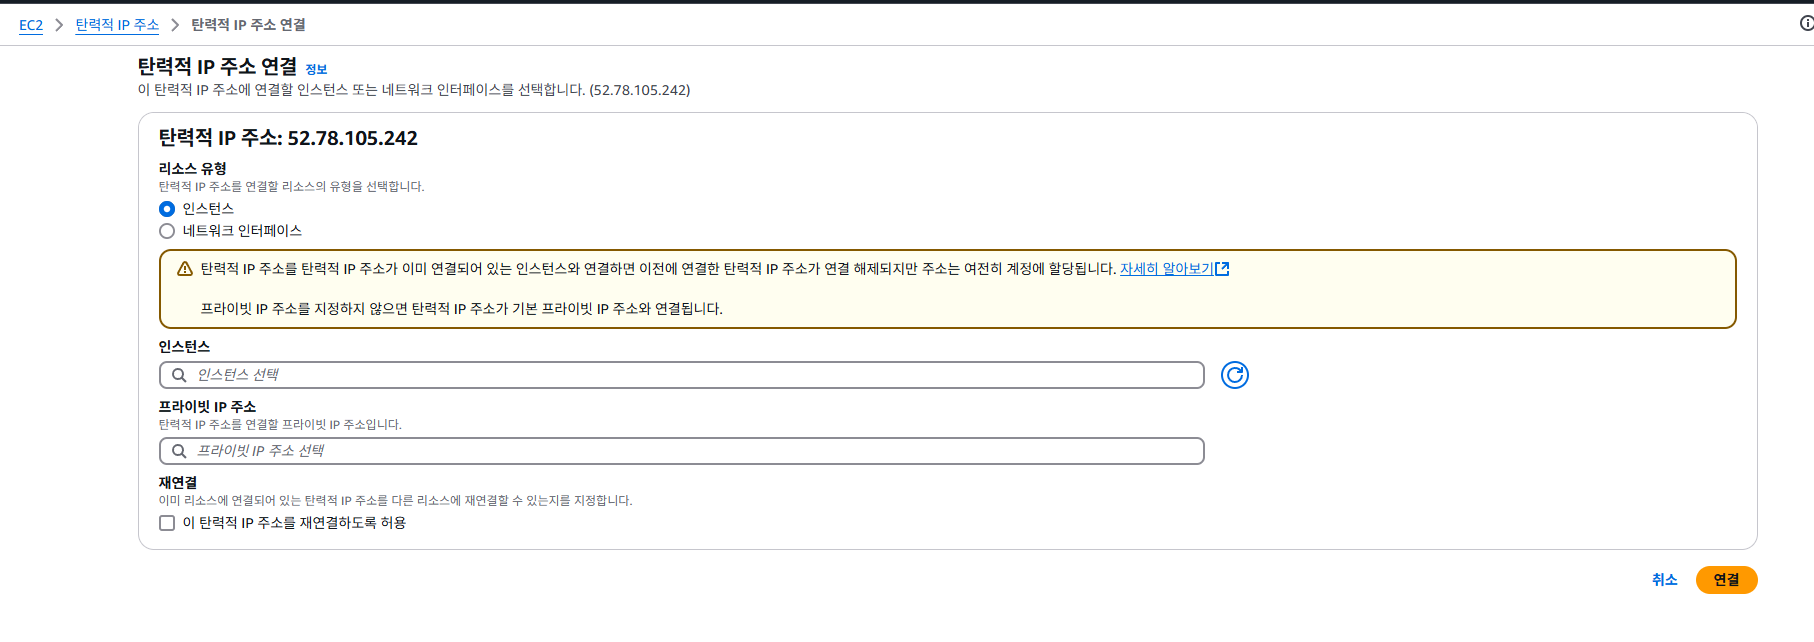 EC2 > 탄력적 IP 주소 > 탄력적 IP 주소 연결
탄력적 IP 주소 연결 정보
이 탄력적 IP 주소에 연결할 인스턴스 또는 네트워크 인터페이스를 선택합니다. (52.78.105.242)
탄력적 IP 주소: 52.78.105.242
리소스 유형
탄력적 IP 주소를 연결할 리소스의 유형을 선택합니다.
인스턴스
네트워크 인터페이스
탄력적 IP 주소를 탄력적 IP 주소가 이미 연결되어 있는 인스턴스와 연결하면 이전에 연결한 탄력적 IP 주소가 연결 해제되지만 주소는 여전히 계정에 할당됩니다. 자세히 알아보기
프라이빗 IP 주소를 지정하지 않으면 탄력적 IP 주소가 기본 프라이빗 IP 주소와 연결됩니다.
인스턴스
인스턴스 선택
프라이빗 IP 주소
탄력적 IP 주소를 연결할 프라이빗 IP 주소입니다.
프라이빗 IP 주소 선택
재연결
이미 리소스에 연결되어 있는 탄력적 IP 주소를 다른 리소스에 재연결할 수 있는지를 지정합니다.
이 탄력적 IP 주소를 재연결하도록 허용
취소 연결